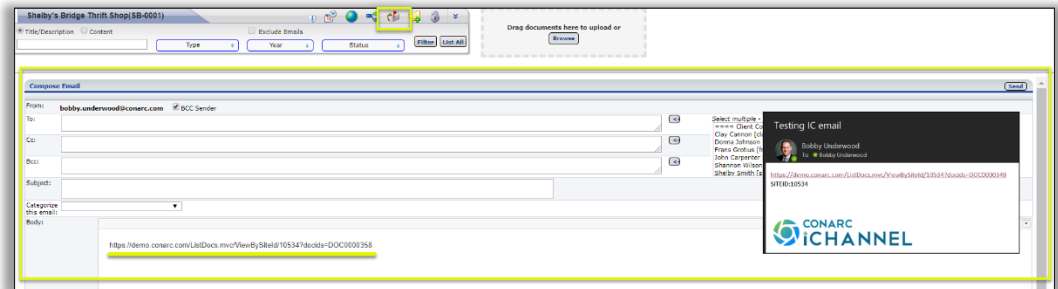 Shelby's Bridge Thrift Shop(SB-0001)
Title/Description Content Exclude Emails
Type Year Status Filter List All
Drag documents here to upload or
Browse
Compose Email Send
From: bobby.underwood@conarc.com BCC Sender
To:
Select multiple -
==== Client Co
Clay Cannon [cl
Donna Johnson
Cc:
Frans Grotius [fr
John Carpenter
Bcc:
Shannon Wilson
Shelby Smith [s
Subject:
Categorize
this email:
Body:
https://demo.conarc.com/ListDocs.mvc/ViewBySiteId/10534?docids=DOC0000358
Testing IC email
Bobby Underwood
To Bobby Underwood
https://demo.conarc.com/ListDocs.mvc/ViewBySiteId/10534?docids=DOC0000349
SITEID:10534
CONARC
iCHANNEL